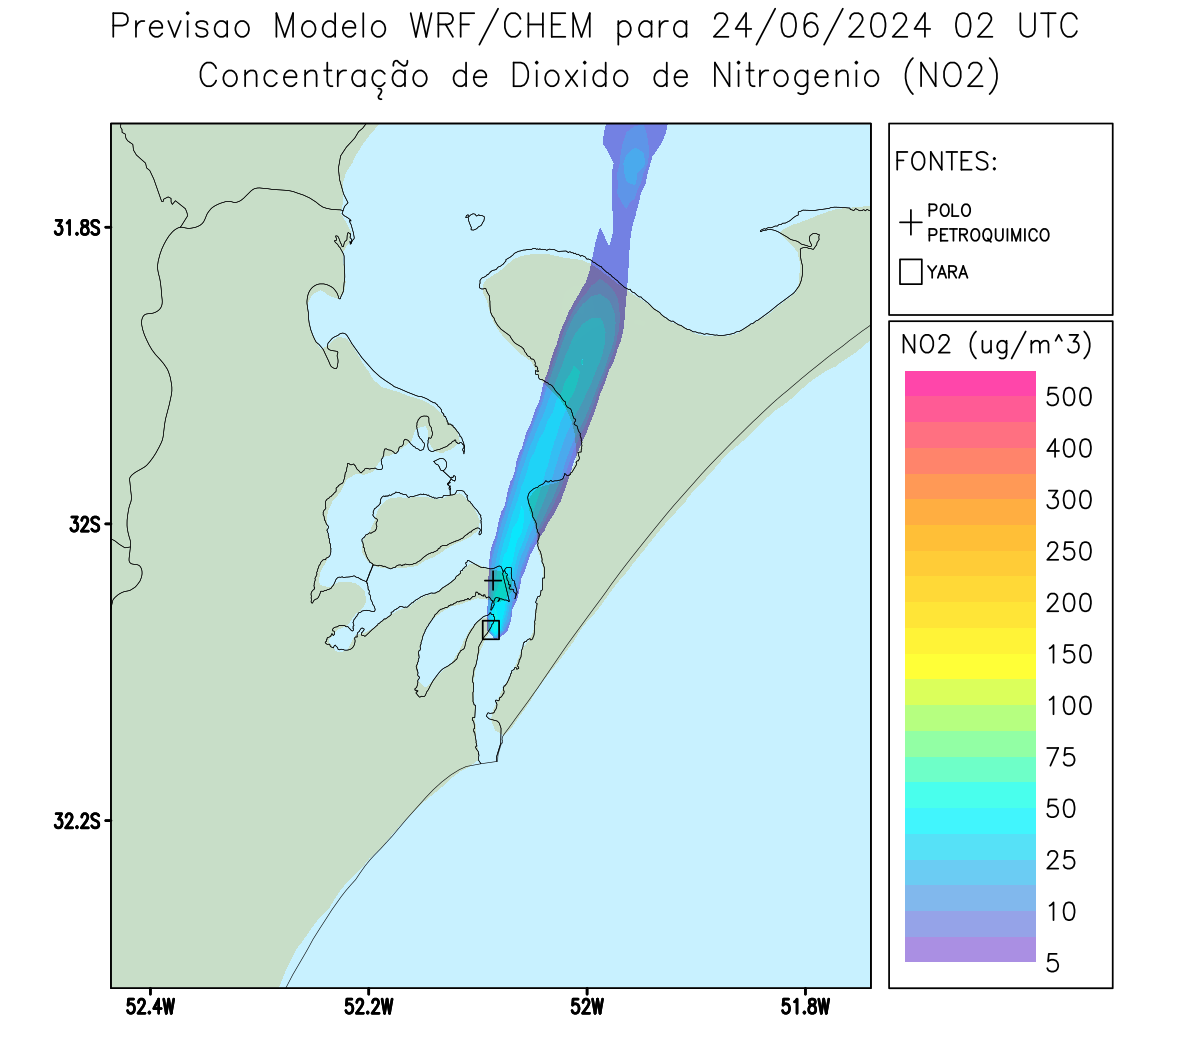 Previsao Modelo WRF/CHEM para 24/06/2024 02 UTC
Concentração de Dioxido de Nitrogenio (NO2)
FONTES:
POLO
PETROQUIMICO
YARA
NO2 (ug/m^3)
500
400
300
250
200
150
100
75
50
25
10
5
31.8S
32S
32.2S
52.4W
52.2W
52W
51.8W